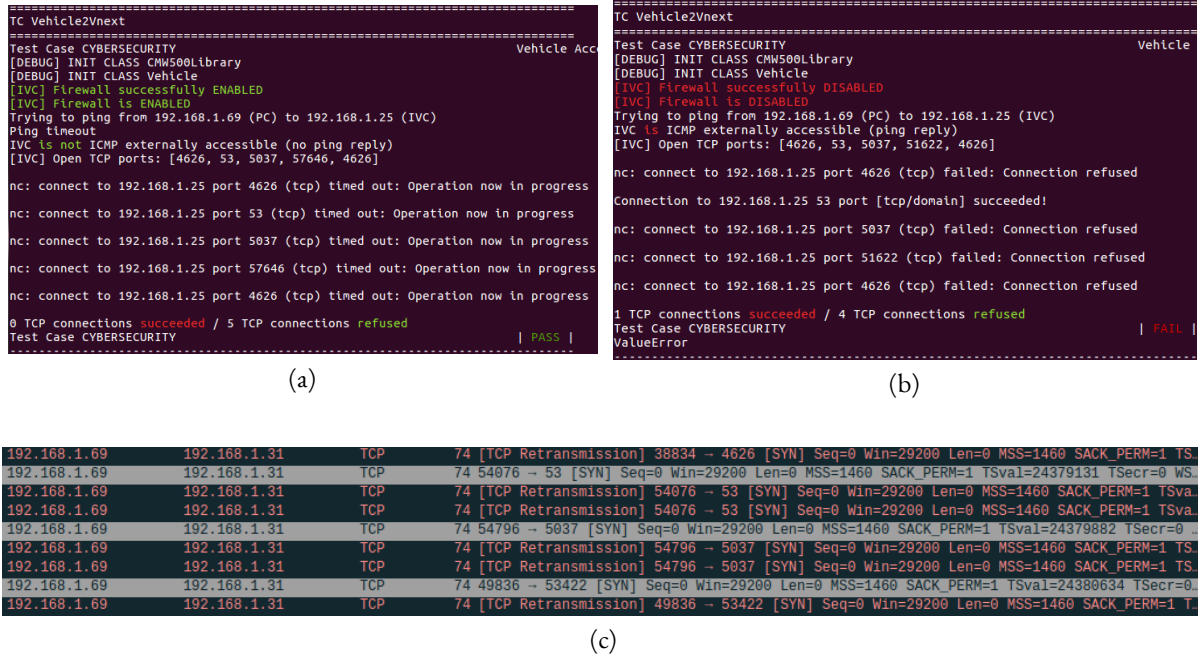 TC Vehicle2Vnext
Test Case CYBERSECURITY Vehicle Acc
[DEBUG] INIT CLASS CMW500Library
[DEBUG] INIT CLASS Vehicle
[IVC] Firewall successfully ENABLED
[IVC] Firewall is ENABLED
Trying to ping from 192.168.1.69 (PC) to 192.168.1.25 (IVC)
Ping timeout
IVC is not ICMP externally accessible (no ping reply)
[IVC] Open TCP ports: [4626, 53, 5037, 57646, 4626]
nc: connect to 192.168.1.25 port 4626 (tcp) timed out: Operation now in progress
nc: connect to 192.168.1.25 port 53 (tcp) timed out: Operation now in progress
nc: connect to 192.168.1.25 port 5037 (tcp) timed out: Operation now in progress
nc: connect to 192.168.1.25 port 57646 (tcp) timed out: Operation now in progress
nc: connect to 192.168.1.25 port 4626 (tcp) timed out: Operation now in progress
0 TCP connections succeeded / 5 TCP connections refused
Test Case CYBERSECURITY | PASS |
(a)
TC Vehicle2Vnext
Test Case CYBERSECURITY Vehicle
[DEBUG] INIT CLASS CMW500Library
[DEBUG] INIT CLASS Vehicle
[IVC] Firewall successfully DISABLED
[IVC] Firewall is DISABLED
Trying to ping from 192.168.1.69 (PC) to 192.168.1.25 (IVC)
IVC is ICMP externally accessible (ping reply)
[IVC] Open TCP ports: [4626, 53, 5037, 51622, 4626]
nc: connect to 192.168.1.25 port 4626 (tcp) failed: Connection refused
Connection to 192.168.1.25 53 port [tcp/domain] succeeded!
nc: connect to 192.168.1.25 port 5037 (tcp) failed: Connection refused
nc: connect to 192.168.1.25 port 51622 (tcp) failed: Connection refused
nc: connect to 192.168.1.25 port 4626 (tcp) failed: Connection refused
1 TCP connections succeeded / 4 TCP connections refused
Test Case CYBERSECURITY | FAIL |
ValueError
(b)
192.168.1.69 192.168.1.31 TCP 74 [TCP Retransmission] 38834 → 4626 [SYN] Seq=0 Win=29200 Len=0 MSS=1460 SACK_PERM=1 TS…
192.168.1.69 192.168.1.31 TCP 74 54076 → 53 [SYN] Seq=0 Win=29200 Len=0 MSS=1460 SACK_PERM=1 TSval=24379131 TSecr=0 WS…
192.168.1.69 192.168.1.31 TCP 74 [TCP Retransmission] 54076 → 53 [SYN] Seq=0 Win=29200 Len=0 MSS=1460 SACK_PERM=1 TSva…
192.168.1.69 192.168.1.31 TCP 74 [TCP Retransmission] 54076 → 53 [SYN] Seq=0 Win=29200 Len=0 MSS=1460 SACK_PERM=1 TSva…
192.168.1.69 192.168.1.31 TCP 74 54796 → 5037 [SYN] Seq=0 Win=29200 Len=0 MSS=1460 SACK_PERM=1 TSval=24379882 TSecr=0 …
192.168.1.69 192.168.1.31 TCP 74 [TCP Retransmission] 54796 → 5037 [SYN] Seq=0 Win=29200 Len=0 MSS=1460 SACK_PERM=1 TS…
192.168.1.69 192.168.1.31 TCP 74 [TCP Retransmission] 54796 → 5037 [SYN] Seq=0 Win=29200 Len=0 MSS=1460 SACK_PERM=1 TS…
192.168.1.69 192.168.1.31 TCP 74 49836 → 53422 [SYN] Seq=0 Win=29200 Len=0 MSS=1460 SACK_PERM=1 TSval=24380634 TSecr=0…
192.168.1.69 192.168.1.31 TCP 74 [TCP Retransmission] 49836 → 53422 [SYN] Seq=0 Win=29200 Len=0 MSS=1460 SACK_PERM=1 T…
(c)